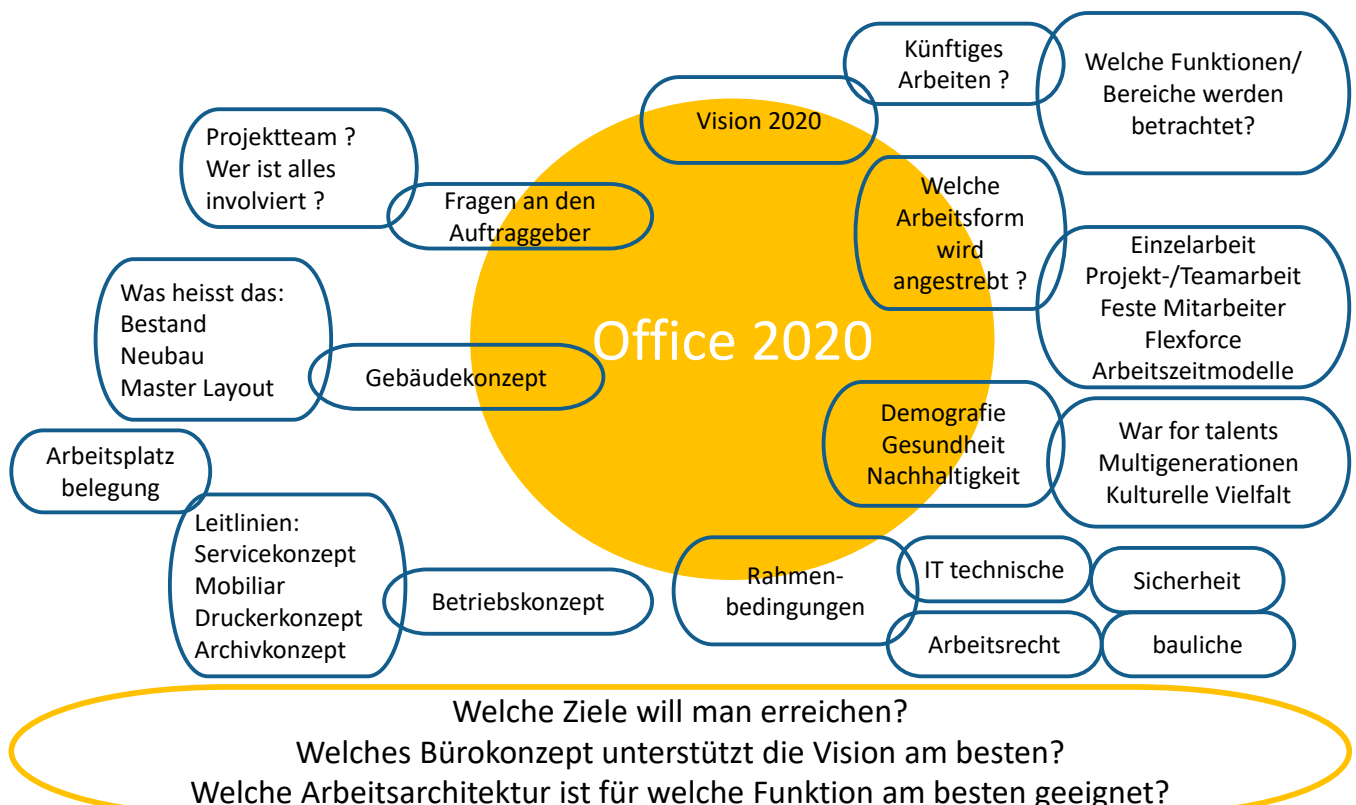 Künftiges
Arbeiten ?
Welche Funktionen/
Bereiche werden
betrachtet?
Vision 2020
Projektteam ?
Wer ist alles
involviert ?
Fragen an den
Auftraggeber
Welche
Arbeitsform
wird
angestrebt ?
Einzelarbeit
Projekt-/Teamarbeit
Feste Mitarbeiter
Flexforce
Arbeitszeitmodelle
Was heisst das:
Bestand
Neubau
Master Layout
Gebäudekonzept
Office 2020
Demografie
Gesundheit
Nachhaltigkeit
War for talents
Multigenerationen
Kulturelle Vielfalt
Arbeitsplatz
belegung
Leitlinien:
Servicekonzept
Mobiliar
Druckerkonzept
Archivkonzept
Betriebskonzept
Rahmen-
bedingungen
IT technische
Sicherheit
Arbeitsrecht
bauliche
Welche Ziele will man erreichen?
Welches Bürokonzept unterstützt die Vision am besten?
Welche Arbeitsarchitektur ist für welche Funktion am besten geeignet?